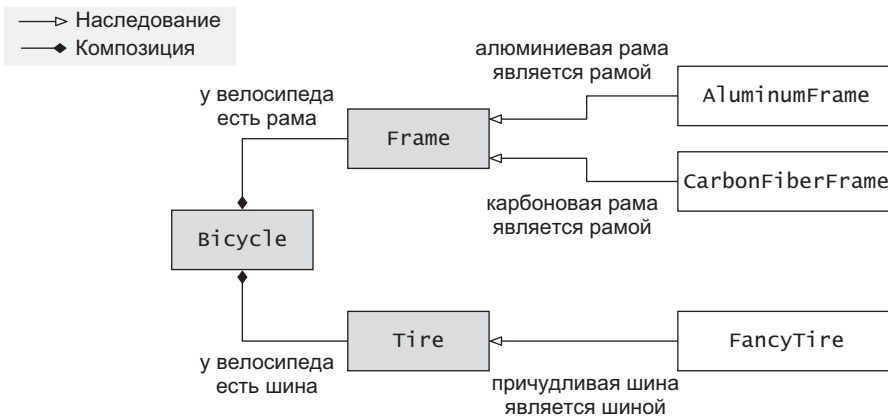 Наследование
Композиция
алюминиевая рама
является рамой
AluminumFrame
у велосипеда
есть рама
Frame
CarbonFiberFrame
карбоновая рама
является рамой
Bicycle
Tire
FancyTire
у велосипеда
есть шина
причудливая шина
является шиной